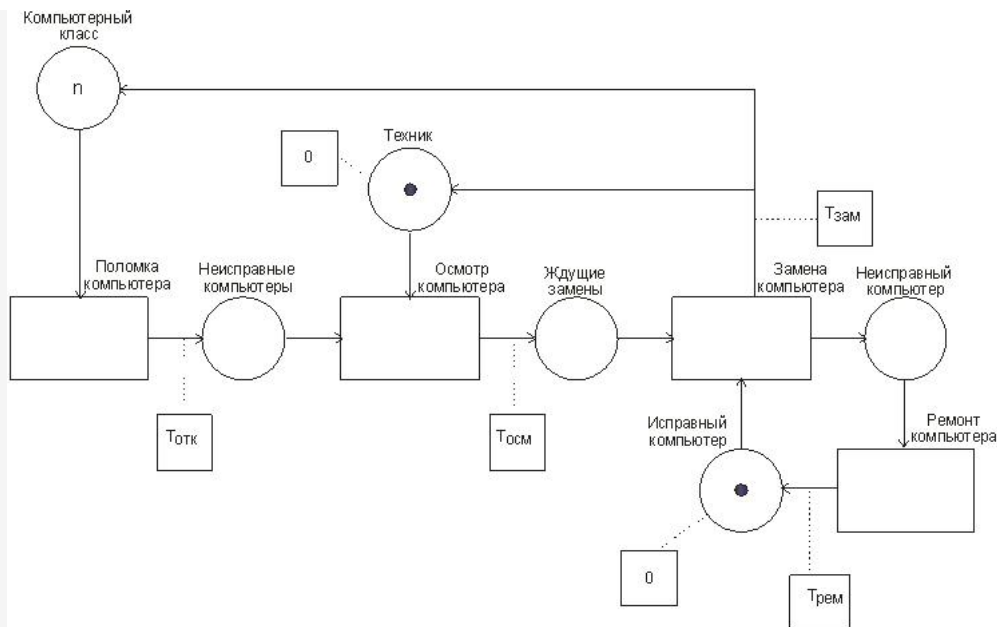 Компьютерный
класс
n
Техник
0
Tзам
Поломка
компьютера
Неисправные
компьютеры
Осмотр
компьютера
Ждущие
замены
Замена
компьютера
Неисправный
компьютер
Tотк
Tосм
Исправный
компьютер
Ремонт
компьютера
0
Tрем